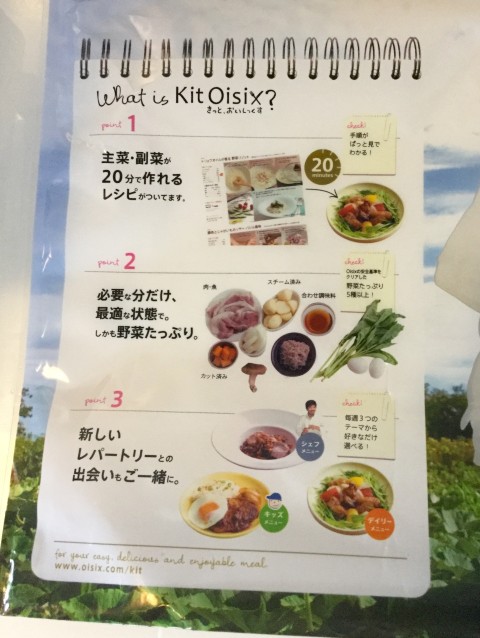 What is Kit Oisix?
きっと、おいしっくす
point 1
主菜・副菜が
20分で作れる
レシピがついてます。
20
minutes
check!
手順が
ぱっと見で
わかる！
point 2
必要な分だけ、
最適な状態で。
しかも野菜たっぷり。
肉・魚
スチーム済み
合わせ調味料
カット済み
check!
Oisixの安全基準を
クリアした
野菜たっぷり
5種以上！
point 3
新しい
レパートリーとの
出会いもご一緒に。
check!
毎週3つの
テーマから
好きなだけ
選べる！
シェフ
メニュー
キッズ
メニュー
デイリー
メニュー
for your easy, delicious and enjoyable meal.
www.oisix.com/kit